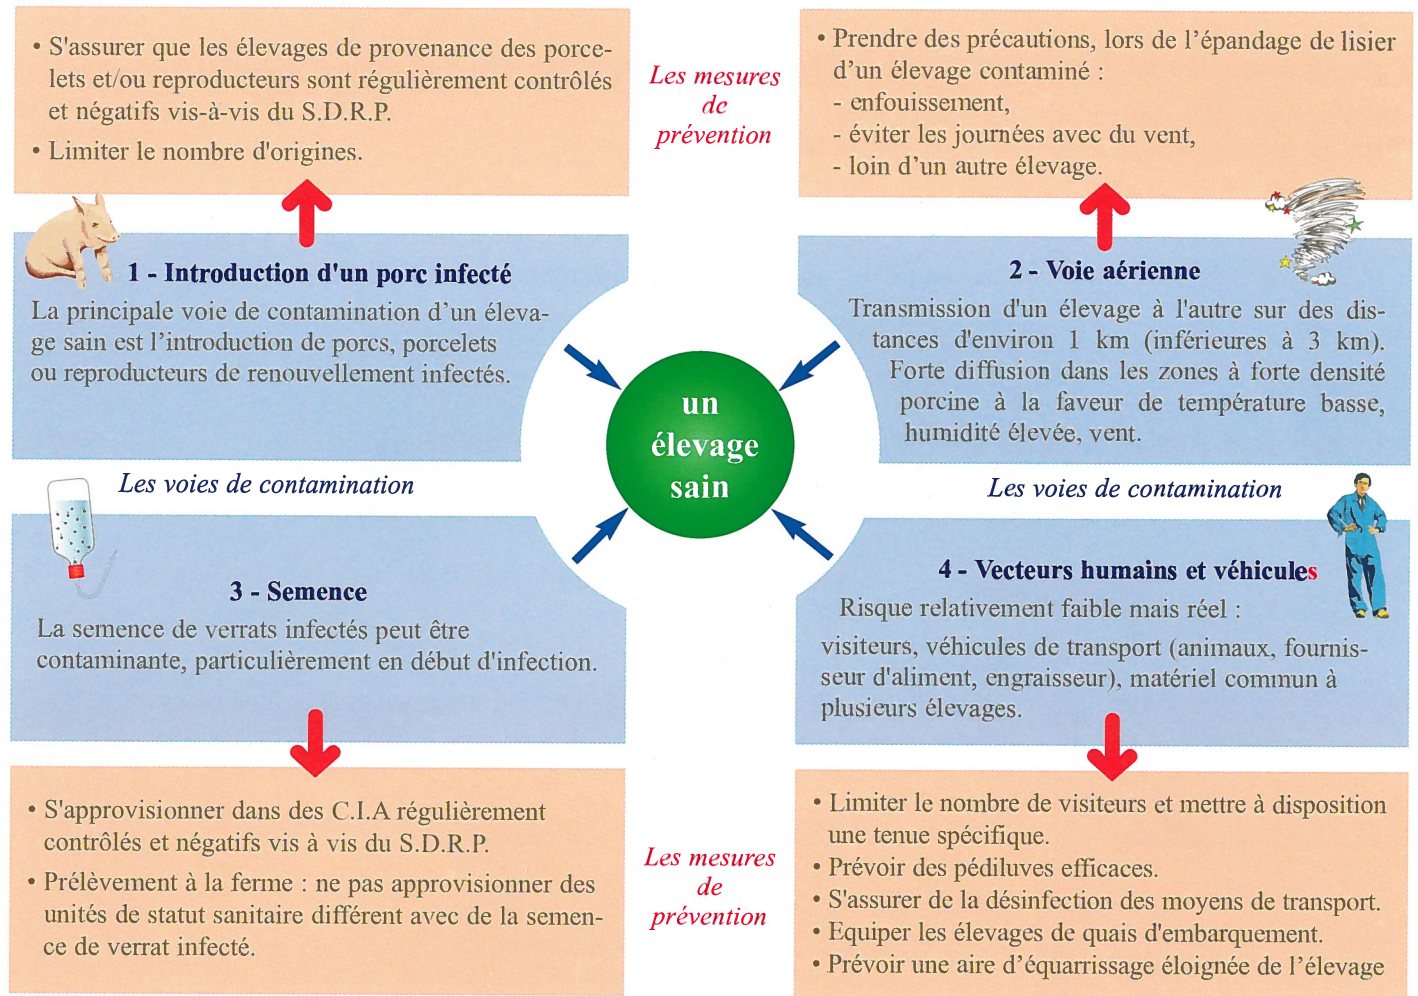 • S'assurer que les élevages de provenance des porce-
lets et/ou reproducteurs sont régulièrement contrôlés
et négatifs vis-à-vis du S.D.R.P.
• Limiter le nombre d'origines.
Les mesures
de
prévention
• Prendre des précautions, lors de l'épandage de lisier
d'un élevage contaminé :
- enfouissement,
- éviter les journées avec du vent,
- loin d'un autre élevage.
1 - Introduction d'un porc infecté
La principale voie de contamination d'un éleva-
ge sain est l'introduction de porcs, porcelets
ou reproducteurs de renouvellement infectés.
2 - Voie aérienne
Transmission d'un élevage à l'autre sur des dis-
tances d'environ 1 km (inférieures à 3 km).
Forte diffusion dans les zones à forte densité
porcine à la faveur de température basse,
humidité élevée, vent.
un
élevage
sain
Les voies de contamination
Les voies de contamination
3 - Semence
La semence de verrats infectés peut être
contaminante, particulièrement en début d'infection.
4 - Vecteurs humains et véhicules
Risque relativement faible mais réel :
visiteurs, véhicules de transport (animaux, fournis-
seur d'aliment, engraisseur), matériel commun à
plusieurs élevages.
• S'approvisionner dans des C.I.A régulièrement
contrôlés et négatifs vis à vis du S.D.R.P.
• Prélèvement à la ferme : ne pas approvisionner des
unités de statut sanitaire différent avec de la semen-
ce de verrat infecté.
Les mesures
de
prévention
• Limiter le nombre de visiteurs et mettre à disposition
une tenue spécifique.
• Prévoir des pédiluves efficaces.
• S'assurer de la désinfection des moyens de transport.
• Equiper les élevages de quais d'embarquement.
• Prévoir une aire d'équarrissage éloignée de l'élevage